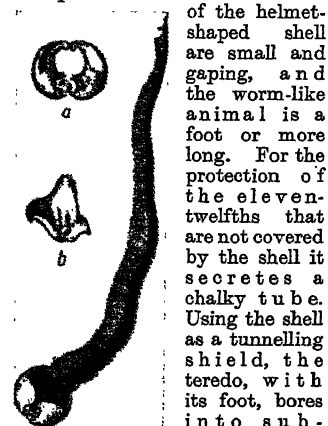 of the helmet-
shaped shell
are small and
gaping, and
the worm-like
animal is a
foot or more
long. For the
protection of
the eleven-
twelfths that
are not covered
by the shell it
secretes a
chalky tube.
Using the shell
as a tunnelling
shield, the
teredo, with
its foot, bores
into sub-
a
b